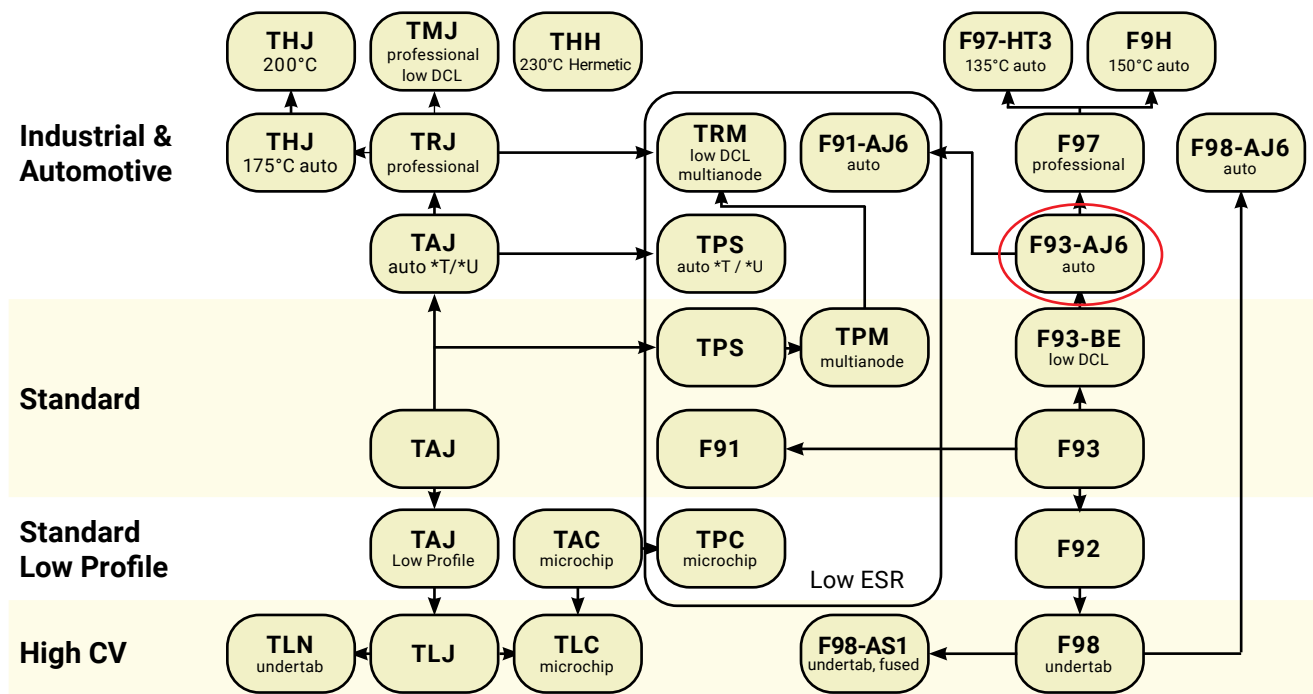 THJ
200°C
TMJ
professional
low DCL
THH
230°C Hermetic
F97-HT3
135°C auto
F9H
150°C auto
Industrial &
Automotive
THJ
175°C auto
TRJ
professional
TRM
low DCL
multianode
F91-AJ6
auto
F97
professional
F98-AJ6
auto
TAJ
auto *T/*U
TPS
auto *T / *U
F93-AJ6
auto
Standard
TPS
TPM
multianode
F93-BE
low DCL
TAJ
F91
F93
Standard
Low Profile
TAJ
Low Profile
TAC
microchip
TPC
microchip
F92
Low ESR
High CV
TLN
undertab
TLJ
TLC
microchip
F98-AS1
undertab, fused
F98
undertab